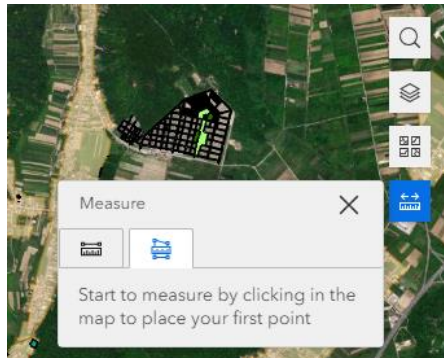 Measure
Start to measure by clicking in the
map to place your first point